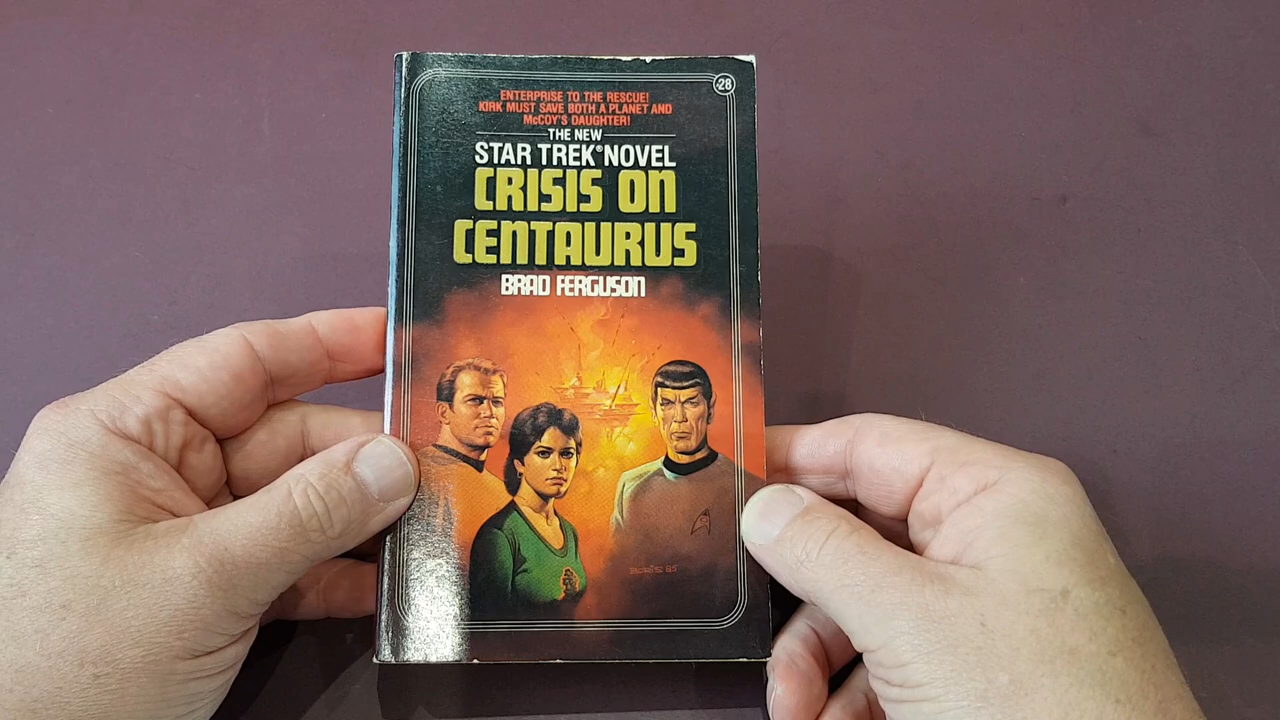 28
ENTERPRISE TO THE RESCUE!
KIRK MUST SAVE BOTH A PLANET AND
McCOY'S DAUGHTER!
THE NEW
STAR TREK® NOVEL
CRISIS ON
CENTAURUS
BRAD FERGUSON
BORIS 85